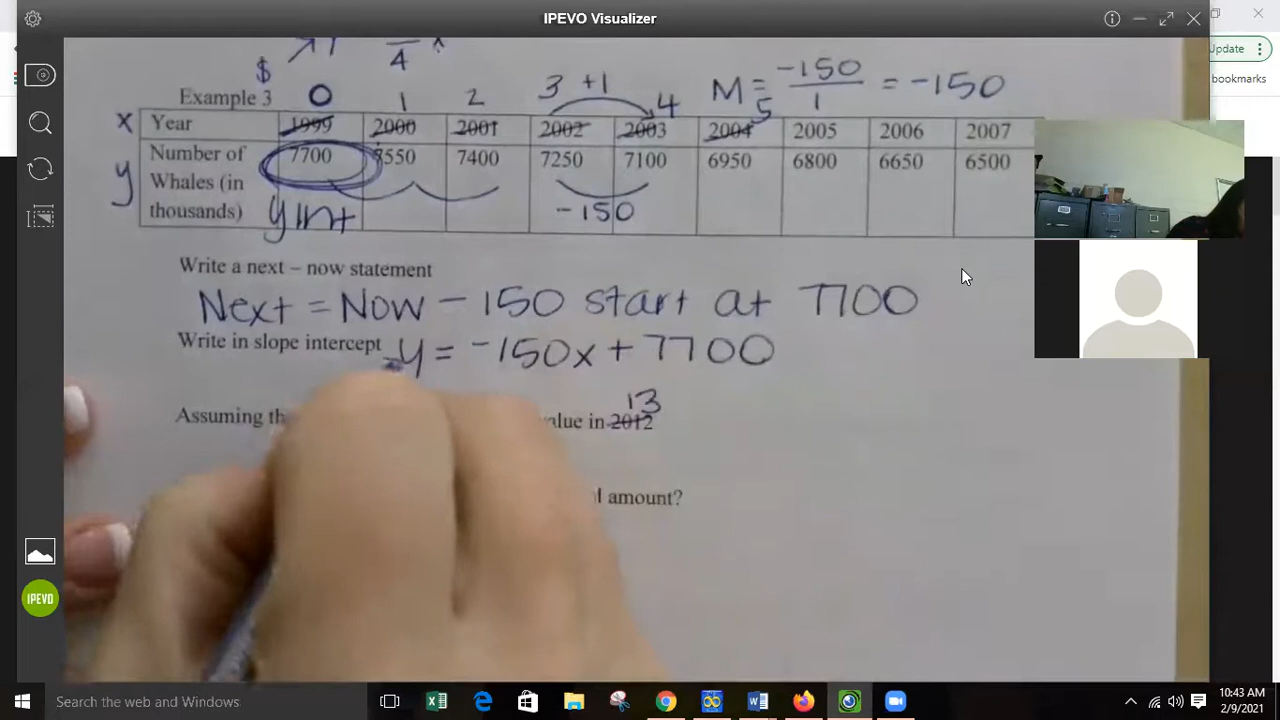 IPEVO Visualizer
Update
4
$
Example 3 0 1 2 3 +1 4 M = -150/1 = -150
x Year 1999 2000 2001 2002 2003 2004 5 2005 2006 2007
y Number of Whales (in thousands) 7700 7550 7400 7250 7100 6950 6800 6650 6500
y int -150
Write a next – now statement
Next = Now - 150 start at 7700
Write in slope intercept y = -150x + 7700
13
Assuming th alue in 2012
l amount?
IPEVO
Search the web and Windows
10:43 AM
2/9/2021